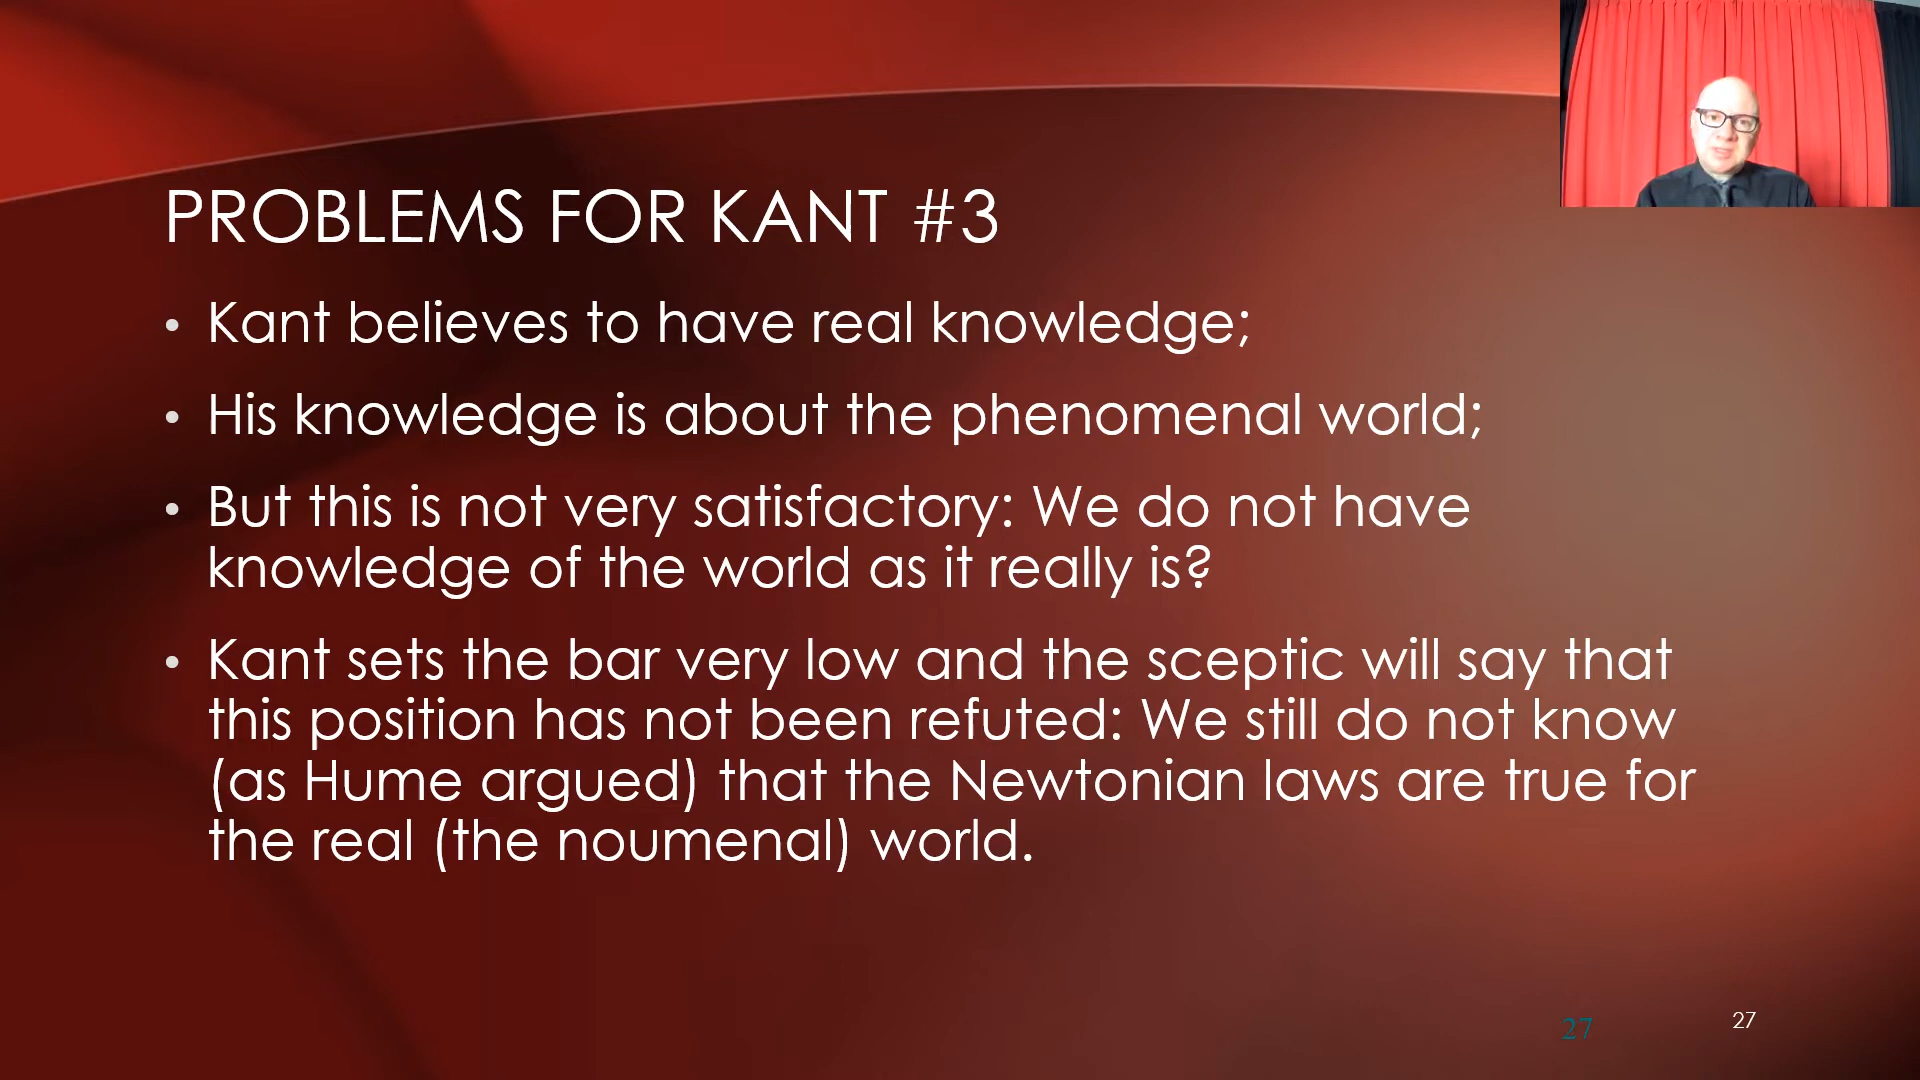 PROBLEMS FOR KANT #3
• Kant believes to have real knowledge;
• His knowledge is about the phenomenal world;
• But this is not very satisfactory: We do not have
knowledge of the world as it really is?
• Kant sets the bar very low and the sceptic will say that
this position has not been refuted: We still do not know
(as Hume argued) that the Newtonian laws are true for
the real (the noumenal) world.
27
27